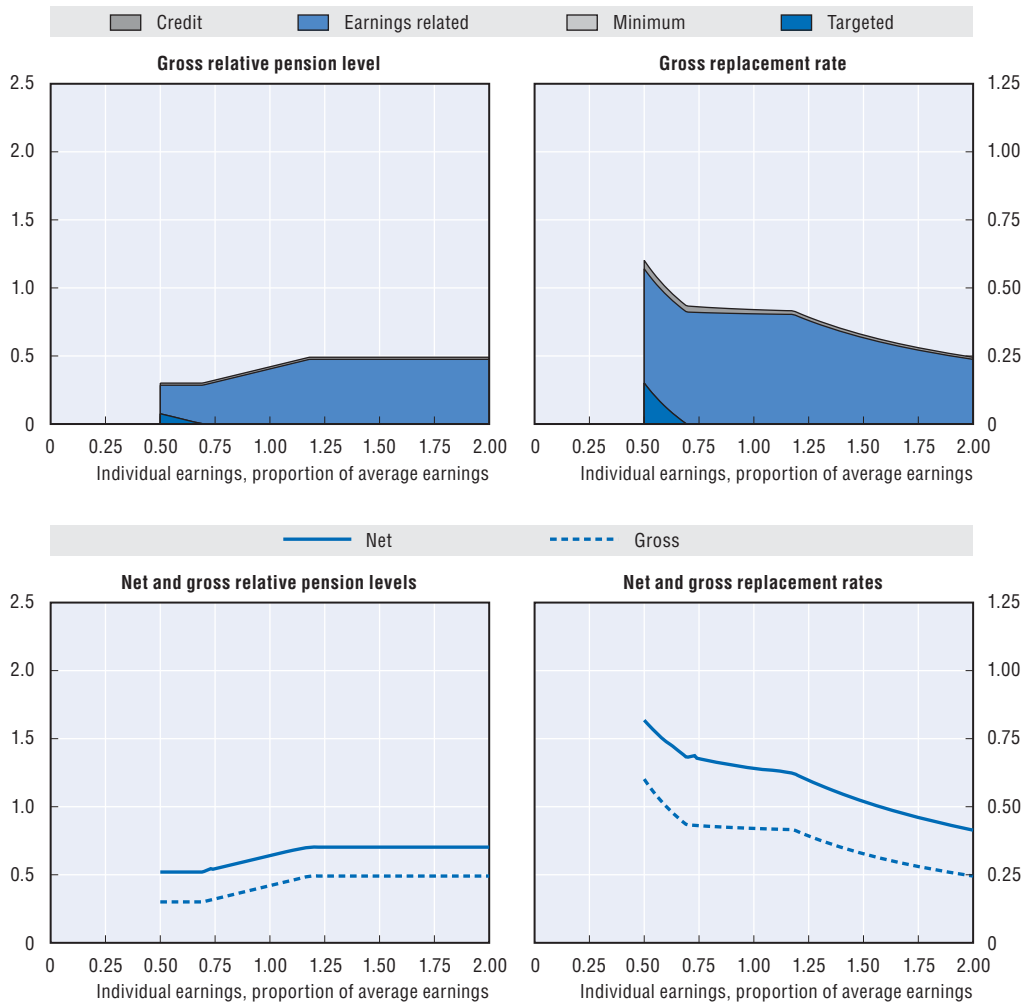 Credit Earnings related Minimum Targeted
Gross relative pension level
2.5
2.0
1.5
1.0
0.5
0
0 0.25 0.50 0.75 1.00 1.25 1.50 1.75 2.00
Individual earnings, proportion of average earnings
Gross replacement rate
1.25
1.00
0.75
0.50
0.25
0
0 0.25 0.50 0.75 1.00 1.25 1.50 1.75 2.00
Individual earnings, proportion of average earnings
Net Gross
Net and gross relative pension levels
2.5
2.0
1.5
1.0
0.5
0
0 0.25 0.50 0.75 1.00 1.25 1.50 1.75 2.00
Individual earnings, proportion of average earnings
Net and gross replacement rates
1.25
1.00
0.75
0.50
0.25
0
0 0.25 0.50 0.75 1.00 1.25 1.50 1.75 2.00
Individual earnings, proportion of average earnings